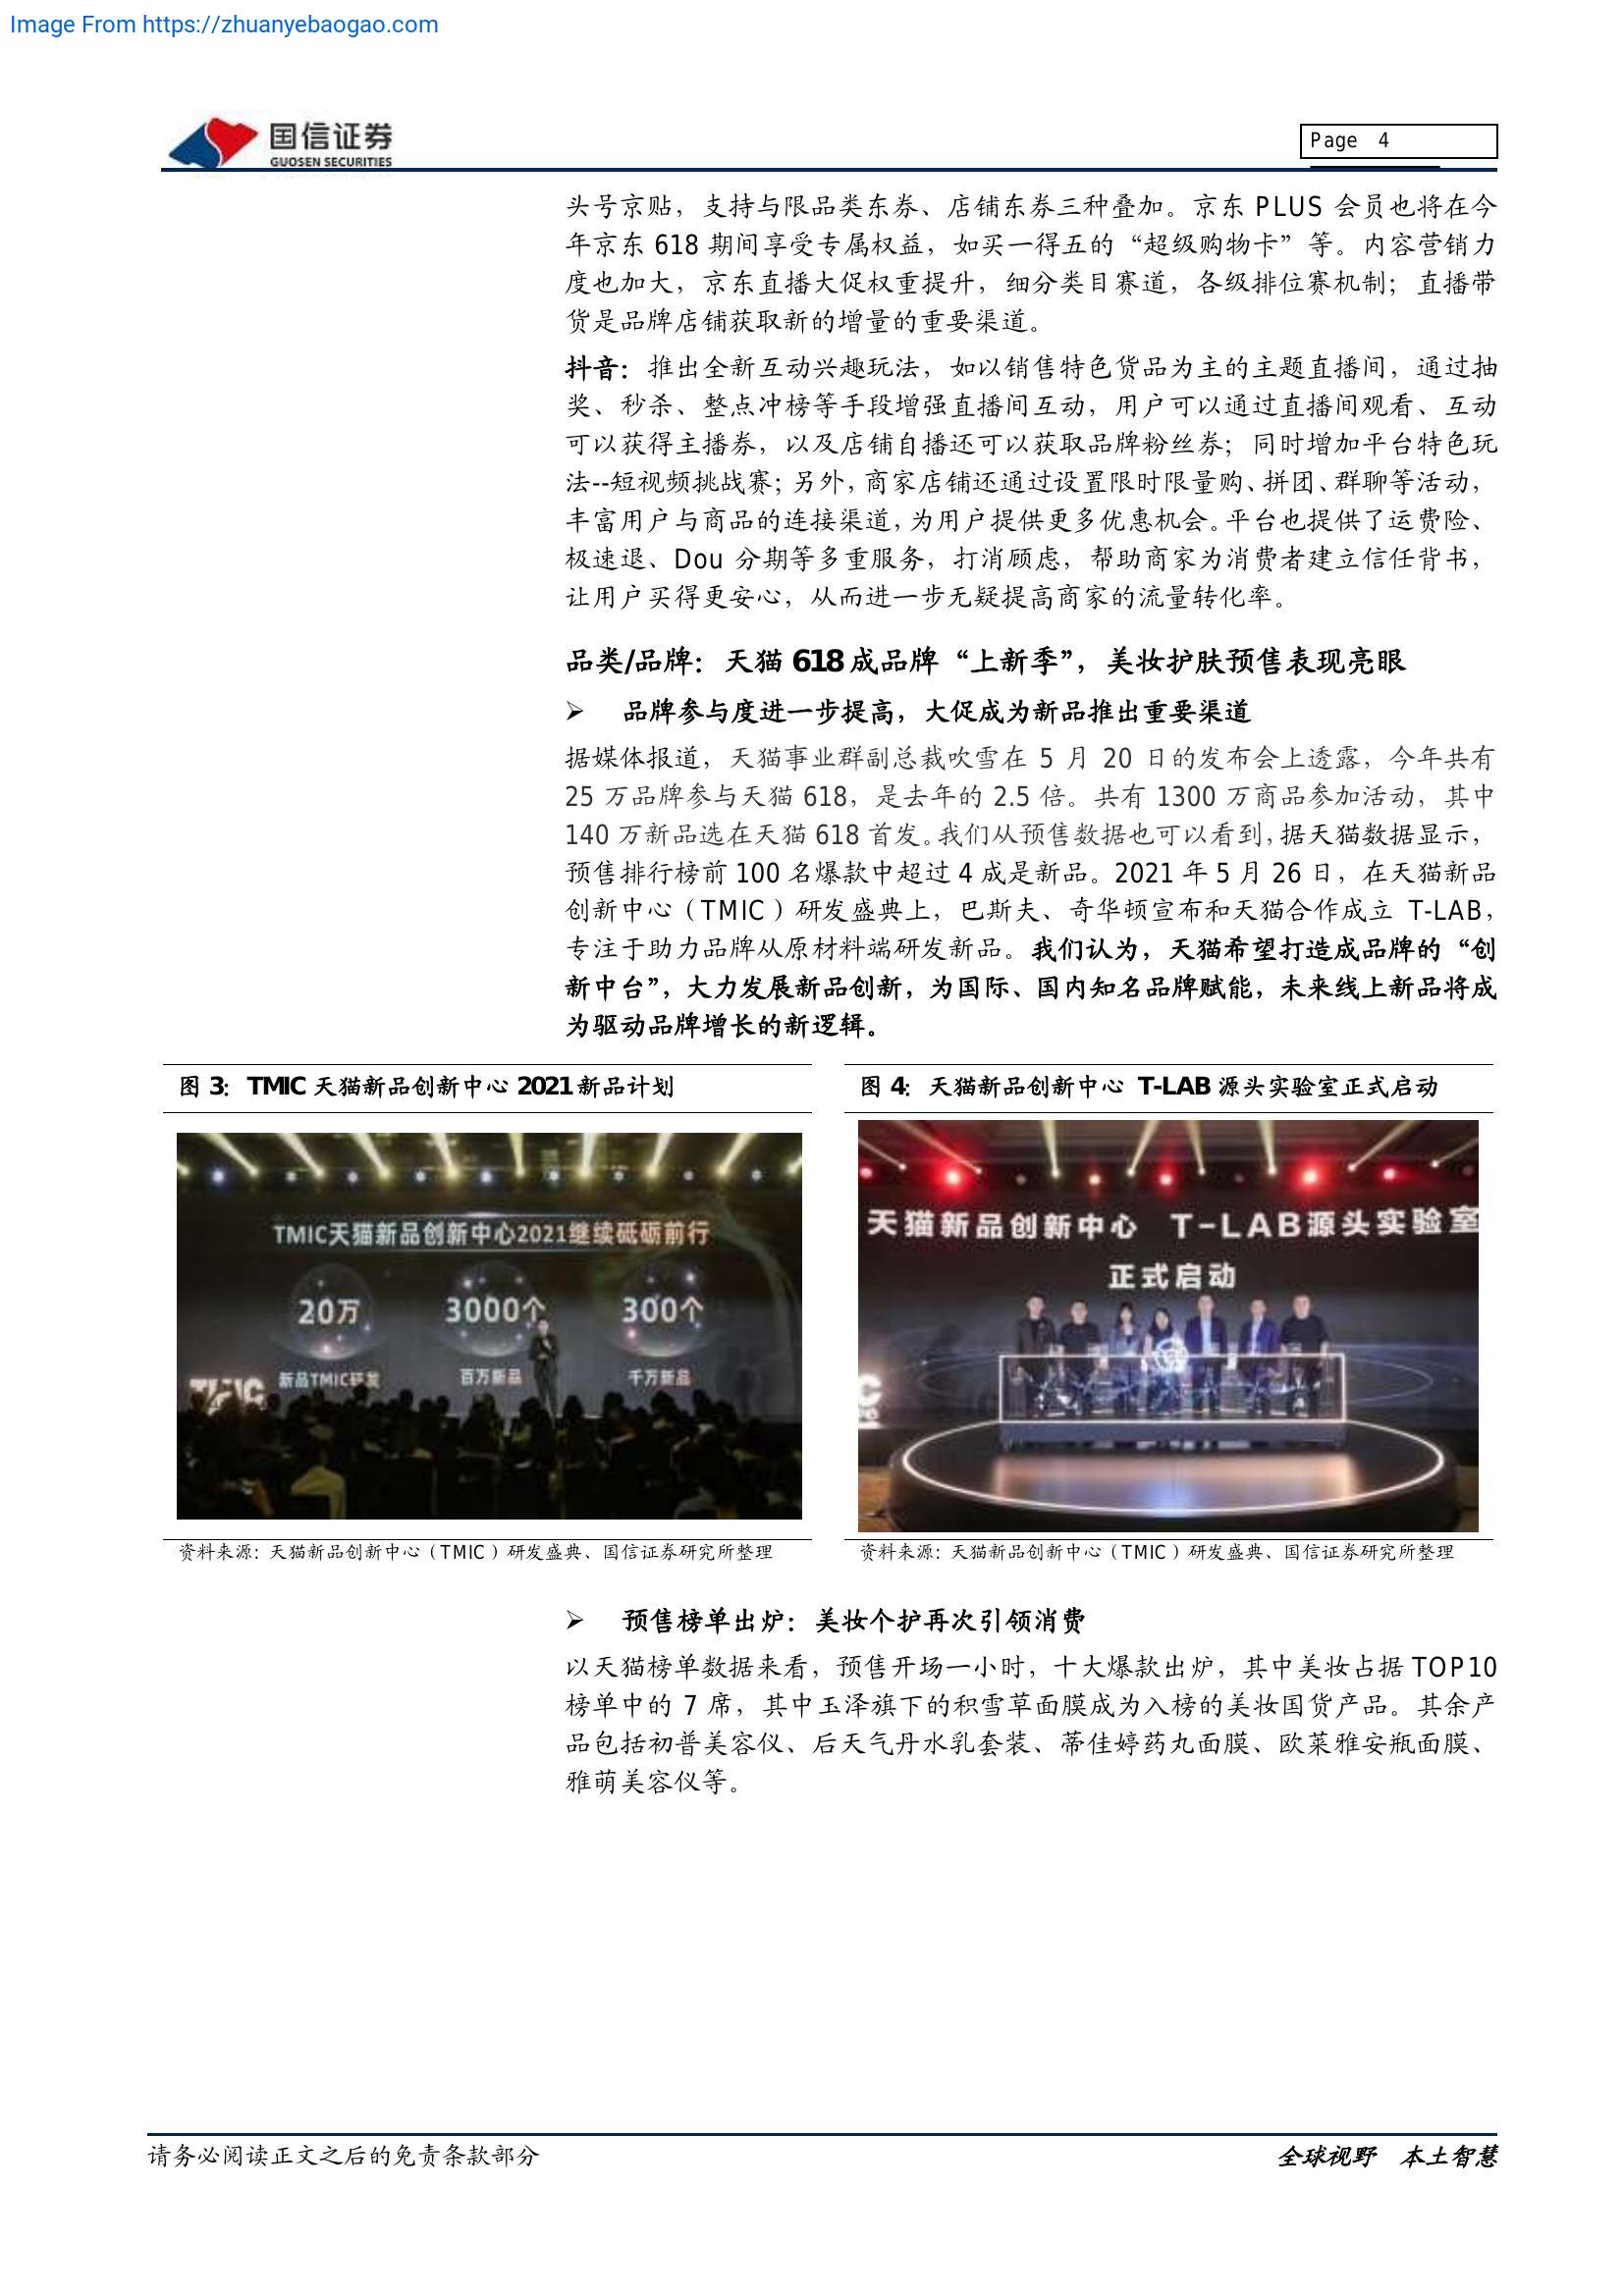 Image From https://zhuanyebaogao.com
国信证券
GUOSEN SECURITIES
Page 4
头号京贴，支持与限品类东券、店铺东券三种叠加。京东 PLUS 会员也将在今
年京东 618 期间享受专属权益，如买一得五的“超级购物卡”等。内容营销力
度也加大，京东直播大促权重提升，细分类目赛道，各级排位赛机制；直播带
货是品牌店铺获取新的增量的重要渠道。
抖音：推出全新互动兴趣玩法，如以销售特色货品为主的主题直播间，通过抽
奖、秒杀、整点冲榜等手段增强直播间互动，用户可以通过直播间观看、互动
可以获得主播券，以及店铺自播还可以获取品牌粉丝券；同时增加平台特色玩
法--短视频挑战赛；另外，商家店铺还通过设置限时限量购、拼团、群聊等活动，
丰富用户与商品的连接渠道，为用户提供更多优惠机会。平台也提供了运费险、
极速退、Dou 分期等多重服务，打消顾虑，帮助商家为消费者建立信任背书，
让用户买得更安心，从而进一步无疑提高商家的流量转化率。
品类/品牌：天猫 618 成品牌“上新季”，美妆护肤预售表现亮眼
➢ 品牌参与度进一步提高，大促成为新品推出重要渠道
据媒体报道，天猫事业群副总裁吹雪在 5 月 20 日的发布会上透露，今年共有
25 万品牌参与天猫 618，是去年的 2.5 倍。共有 1300 万商品参加活动，其中
140 万新品选在天猫 618 首发。我们从预售数据也可以看到，据天猫数据显示，
预售排行榜前 100 名爆款中超过 4 成是新品。2021 年 5 月 26 日，在天猫新品
创新中心（TMIC）研发盛典上，巴斯夫、奇华顿宣布和天猫合作成立 T-LAB，
专注于助力品牌从原材料端研发新品。我们认为，天猫希望打造成品牌的“创
新中台”，大力发展新品创新，为国际、国内知名品牌赋能，未来线上新品将成
为驱动品牌增长的新逻辑。
图 3：TMIC 天猫新品创新中心 2021 新品计划
图 4：天猫新品创新中心 T-LAB 源头实验室正式启动
TMIC天猫新品创新中心2021继续砥砺前行
20万 3000个 300个
新品TMIC研发 百万新品 千万新品
TMIC
天猫新品创新中心 T-LAB源头实验室
正式启动
资料来源：天猫新品创新中心（TMIC）研发盛典、国信证券研究所整理
资料来源：天猫新品创新中心（TMIC）研发盛典、国信证券研究所整理
➢ 预售榜单出炉：美妆个护再次引领消费
以天猫榜单数据来看，预售开场一小时，十大爆款出炉，其中美妆占据 TOP10
榜单中的 7 席，其中玉泽旗下的积雪草面膜成为入榜的美妆国货产品。其余产
品包括初普美容仪、后天气丹水乳套装、蒂佳婷药丸面膜、欧莱雅安瓶面膜、
雅萌美容仪等。
请务必阅读正文之后的免责条款部分
全球视野 本土智慧